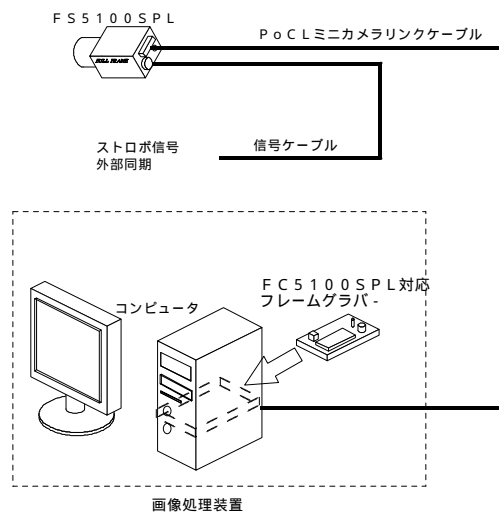 ＦＳ５１００ＳＰＬ
ＰｏＣＬミニカメラリンクケーブル
FULL FRAME
ストロボ信号
外部同期
信号ケーブル
ＦＣ５１００ＳＰＬ対応
フレームグラバ-
コンピュータ
画像処理装置